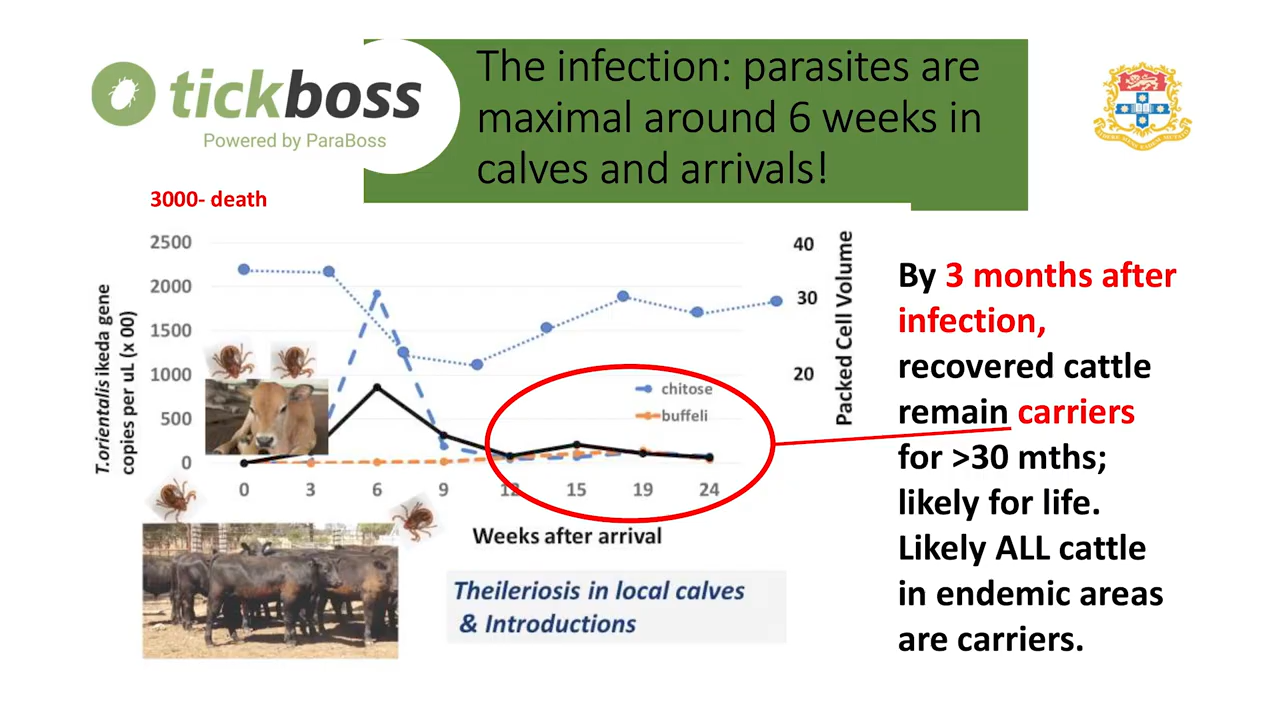 tickboss
Powered by ParaBoss
The infection: parasites are
maximal around 6 weeks in
calves and arrivals!
3000- death
2500
2000
1500
1000
500
0
T.orientalis ikeda gene
copies per uL (x 00)
40
30
20
Packed Cell Volume
chitose
buffeli
0 3 6 9 12 15 19 24
Weeks after arrival
Theileriosis in local calves
& Introductions
By 3 months after
infection,
recovered cattle
remain carriers
for >30 mths;
likely for life.
Likely ALL cattle
in endemic areas
are carriers.